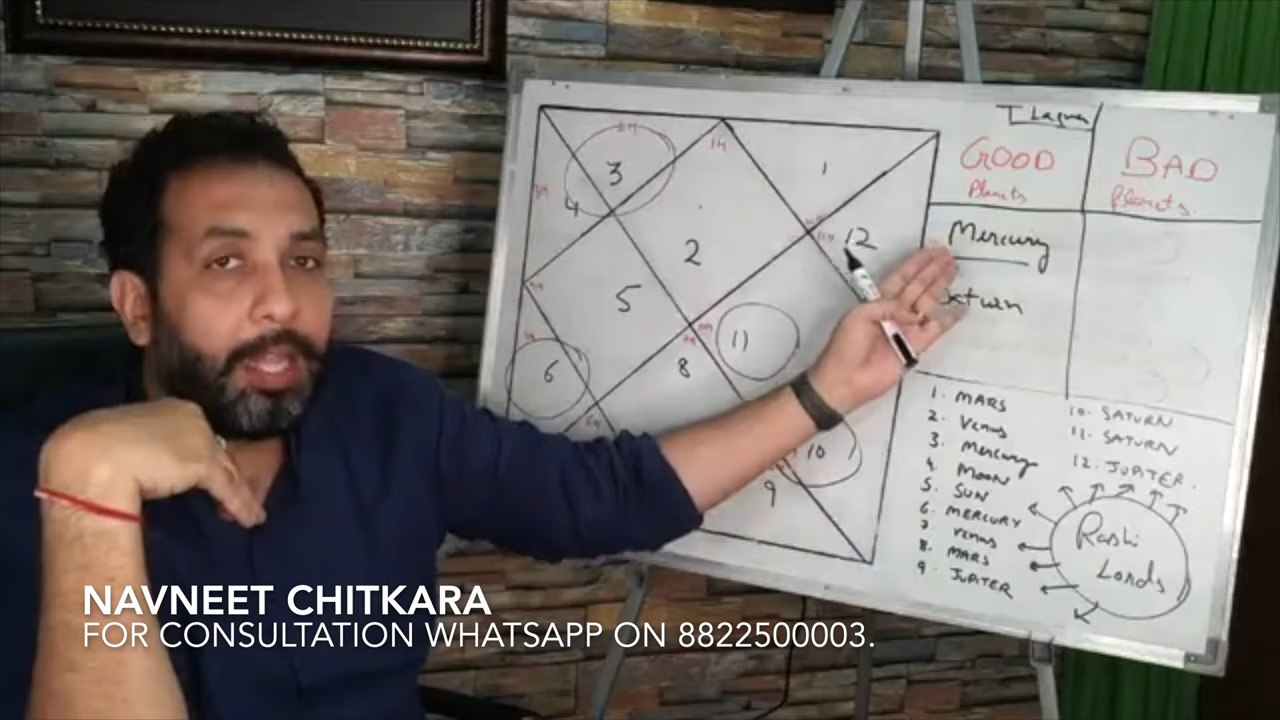 T Lagna
GOOD
Planets
BAD
Planets
Mercury
Saturn
3
4
2
1
12
5
6
8
11
10
9
1. MARS
2. Venus
3. Mercury
4. MOON
5. SUN
6. MERCURY
7. venus
8. MARS
9. JUPITER
10. SATURN
11. SATURN
12. JUPITER.
Rashi
Lords
NAVNEET CHITKARA
FOR CONSULTATION WHATSAPP ON 8822500003.